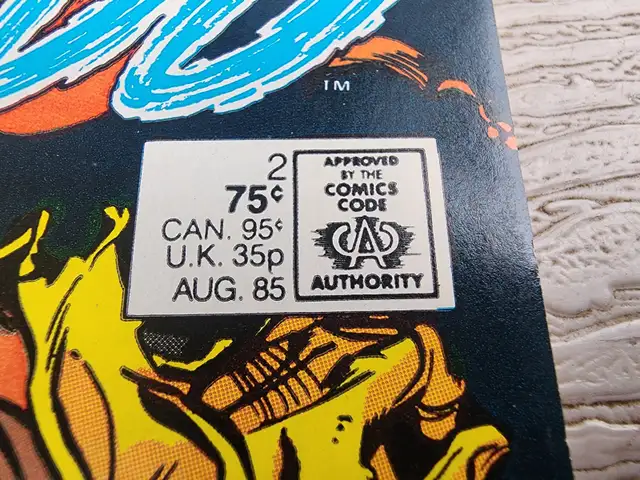 TM
2
75¢
CAN. 95¢
U.K. 35p
AUG. 85
APPROVED
BY THE
COMICS
CODE
CA
AUTHORITY